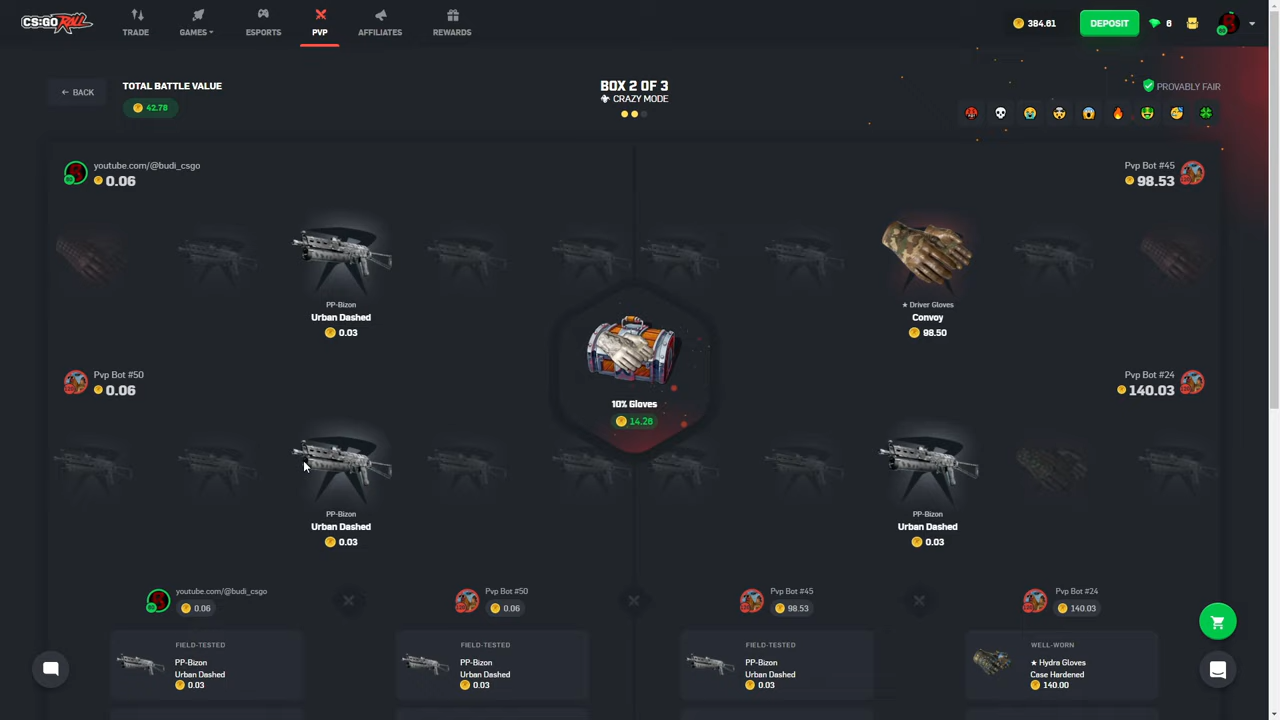 CS:GO ROLL
TRADE
GAMES
ESPORTS
PVP
AFFILIATES
REWARDS
384.61
DEPOSIT
6
BACK
TOTAL BATTLE VALUE
42.78
BOX 2 OF 3
CRAZY MODE
PROVABLY FAIR
youtube.com/@budi_csgo
0.06
Pvp Bot #45
98.53
PP-Bizon
Urban Dashed
0.03
★ Driver Gloves
Convoy
98.50
10% Gloves
14.26
Pvp Bot #50
0.06
Pvp Bot #24
140.03
PP-Bizon
Urban Dashed
0.03
PP-Bizon
Urban Dashed
0.03
youtube.com/@budi_csgo
0.06
Pvp Bot #50
0.06
Pvp Bot #45
98.53
Pvp Bot #24
140.03
FIELD-TESTED
PP-Bizon
Urban Dashed
0.03
FIELD-TESTED
PP-Bizon
Urban Dashed
0.03
FIELD-TESTED
PP-Bizon
Urban Dashed
0.03
WELL-WORN
★ Hydra Gloves
Case Hardened
140.00